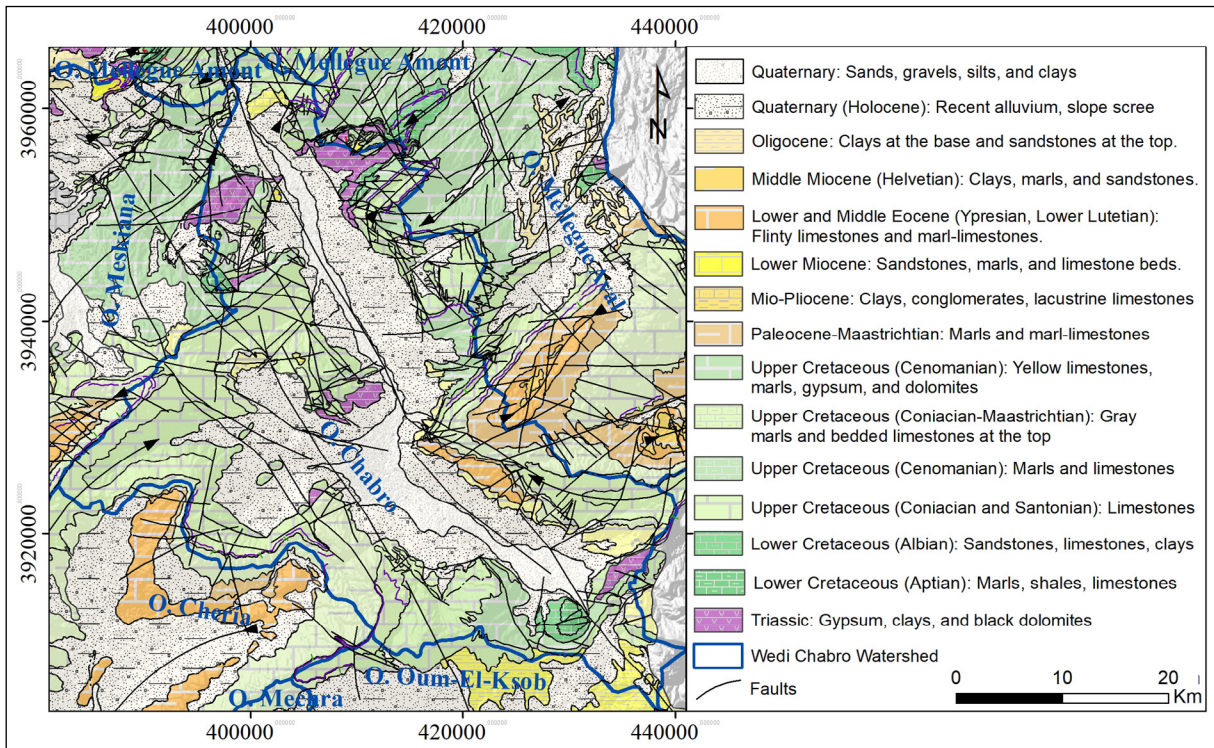 400000 420000 440000
3960000
3940000
3920000
O. Mellegue Amont
O. Mellegue Amont
O. Mellegue Aval
O. Meskiana
O. Chabro
O. Cheria
O. Oum-El-Ksob
O. Mechra
400000 420000 440000
N
Quaternary: Sands, gravels, silts, and clays
Quaternary (Holocene): Recent alluvium, slope scree
Oligocene: Clays at the base and sandstones at the top.
Middle Miocene (Helvetian): Clays, marls, and sandstones.
Lower and Middle Eocene (Ypresian, Lower Lutetian):
Flinty limestones and marl-limestones.
Lower Miocene: Sandstones, marls, and limestone beds.
Mio-Pliocene: Clays, conglomerates, lacustrine limestones
Paleocene-Maastrichtian: Marls and marl-limestones
Upper Cretaceous (Cenomanian): Yellow limestones,
marls, gypsum, and dolomites
Upper Cretaceous (Coniacian-Maastrichtian): Gray
marls and bedded limestones at the top
Upper Cretaceous (Cenomanian): Marls and limestones
Upper Cretaceous (Coniacian and Santonian): Limestones
Lower Cretaceous (Albian): Sandstones, limestones, clays
Lower Cretaceous (Aptian): Marls, shales, limestones
Triassic: Gypsum, clays, and black dolomites
Wedi Chabro Watershed
Faults
0 10 20
Km